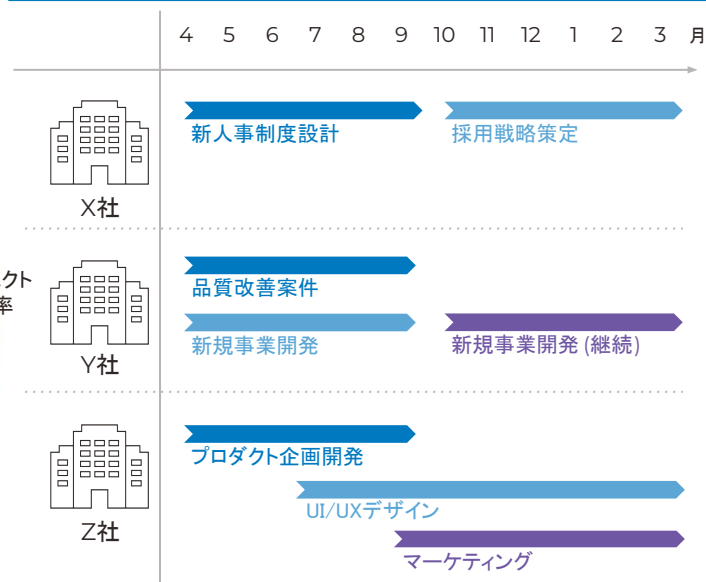 4 5 6 7 8 9 10 11 12 1 2 3 月
新人事制度設計
採用戦略策定
X社
クト
率
品質改善案件
新規事業開発
新規事業開発 (継続)
Y社
プロダクト企画開発
UI/UXデザイン
Z社
マーケティング